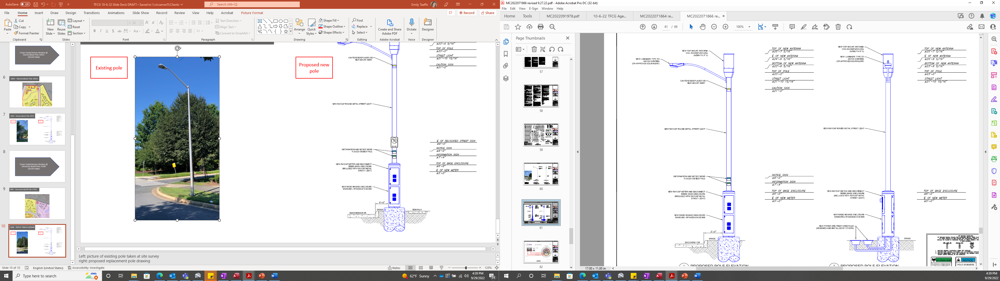 AutoSave Off
TFCG 10-6-22 Slide Deck DRAFT • Saved to \\ctcserver5\Clients
Search (Alt+Q)
Emily Taaffe
File Home Insert Draw Design Transitions Animations Slide Show Record Review View Help Acrobat Picture Format
Record Share
Paste
Cut
Copy
Format Painter
Clipboard
New Slide
Reuse Slides
Layout
Reset
Section
Slides
Font
Text Direction
Align Text
Convert to SmartArt
Paragraph
Arrange
Quick Styles
Shape Fill
Shape Outline
Shape Effects
Drawing
Find
Replace
Select
Editing
Create and Share Adobe PDF
Adobe Acrobat
Dictate
Voice
Designer
Designer
Crown Castle/Verizon Wireless @
Diamondback Pole 10021
(2022071864)
6
1864 – Diamondback Pole 10021
7
1864 – Diamondback Pole 10021
8
Crown Castle/Verizon Wireless @
Decoverly Skyhill Pole 11030
(2022071866)
9
1866 – Decoverly Skyhill Pole 11030
10
1840 - PEPCO 799413-820440
Existing pole
Proposed new
pole
±23'-6 5/16"
TOP OF POLE
±23'-0"
STREET LIGHT
±21'-10 15/16"
CAUTION SIGN
±21'-0"
CAUTION SIGN PLACED ON
NEW MOUNT SKIRT
NEW RAYCAP ROUND METAL STREET LIGHT
℄ OF RELOCATED STREET SIGN
±9'-0"
NOTICE SIGN
±8'-0"
INFORMATION SIGN
±7'-4"
TOP OF BASE ENCLOSURE
±6'-0"
℄ OF NEW METER
±5'-0"
INFORMATION AND NOTICE SIGNS
PLACED ON NEW POLE
NEW RAYCAP METER AND DISCONNECT
INSIDE BASE ENCLOSURE
(INCLUDED WITH RAYCAP METAL
STREET LIGHT)
NEW RADIO IN BASE ENCLOSURE
SAMSUNG - RF4402D-D1A B2 B66
5'-0"
GRADE
SIDEWALK
DIAMONDBACK DR
Left: picture of existing pole taken at site survey
right: proposed replacement pole drawing
Slide 10 of 10
English (United States)
Accessibility: Investigate
Notes
125%
Type here to search
62°F Sunny
4:39 PM
9/29/2022
28
MC2022071866 revised 9.27.22.pdf - Adobe Acrobat Pro DC (32-bit)
File Edit View E-Sign Window Help
Home Tools MC2022091978.pdf 10-6-22 TFCG Age... MC2022071864 re... MC2022071866 re... ×
61 / 69
100%
Page Thumbnails
57
58
59
60
61
62
NEW TOP MOUNT ANTENNA
CCI - SCA360F-KEHJ2Gs
(AZIMUTH: 0° E)
NEW LUMINAIRE TYPE TO
MATCH EXISTING
(OR APPROVED EQUIVALENT)
CAUTION SIGN PLACED ON
NEW MOUNT SKIRT
TOP OF NEW ANTENNA
±25'-7 5/16"
℄ OF NEW ANTENNA
±24'-6 5/16"
BOTTOM OF NEW ANTENNA
±23'-6 5/16"
TOP OF POLE
±23'-0"
STREET LIGHT
±21'-10 15/16"
CAUTION SIGN
±21'-0"
NEW RAYCAP ROUND METAL STREET LIGHT
INFORMATION AND NOTICE SIGNS
PLACED ON NEW POLE
NOTICE SIGN
±8'-0"
INFORMATION SIGN
±7'-4"
TOP OF BASE ENCLOSURE
±6'-0"
℄ OF NEW METER
±5'-0"
NEW RAYCAP METER AND DISCONNECT
INSIDE BASE ENCLOSURE
(INCLUDED WITH RAYCAP METAL
STREET LIGHT)
NEW RADIO IN BASE ENCLOSURE
SAMSUNG - RF4402D-D1A B2 B66
3'-0"
GRADE
DECOVERLY DR
1 PROPOSED POLE ELEVATION
NEW TOP MOUNT ANTENNA
CCI - SCA360F-KEHJ2Gs
(AZIMUTH: 0° E)
NEW LUMINAIRE TYPE TO
MATCH EXISTING
(OR APPROVED EQUIVALENT)
TOP OF NEW ANTENNA
±25'-7 5/16"
℄ OF NEW ANTENNA
±24'-6 5/16"
BOTTOM OF NEW ANTENNA
±23'-6 5/16"
TOP OF POLE
±23'-0"
STREET LIGHT
±21'-10 15/16"
NEW RAYCAP ROUND METAL STREET LIGHT
NEW RAYCAP METER AND DISCONNECT
INSIDE BASE ENCLOSURE
(INCLUDED WITH RAYCAP METAL
STREET LIGHT)
TOP OF BASE ENCLOSURE
±6'-0"
℄ OF NEW METER
±5'-0"
NEW RADIO IN BASE ENCLOSURE
SAMSUNG - RF4402D-D1A B2 B66
NEW POWER AND FIBER HANDHOLES
(DESIGNED AND INSTALLED BY OTHERS)
GRADE
2 PROPOSED POLE ELEVATION
INFORMATION
NOTICE
POLE WORKERS
17.00 x 11.00 in
4:39 PM
9/29/2022